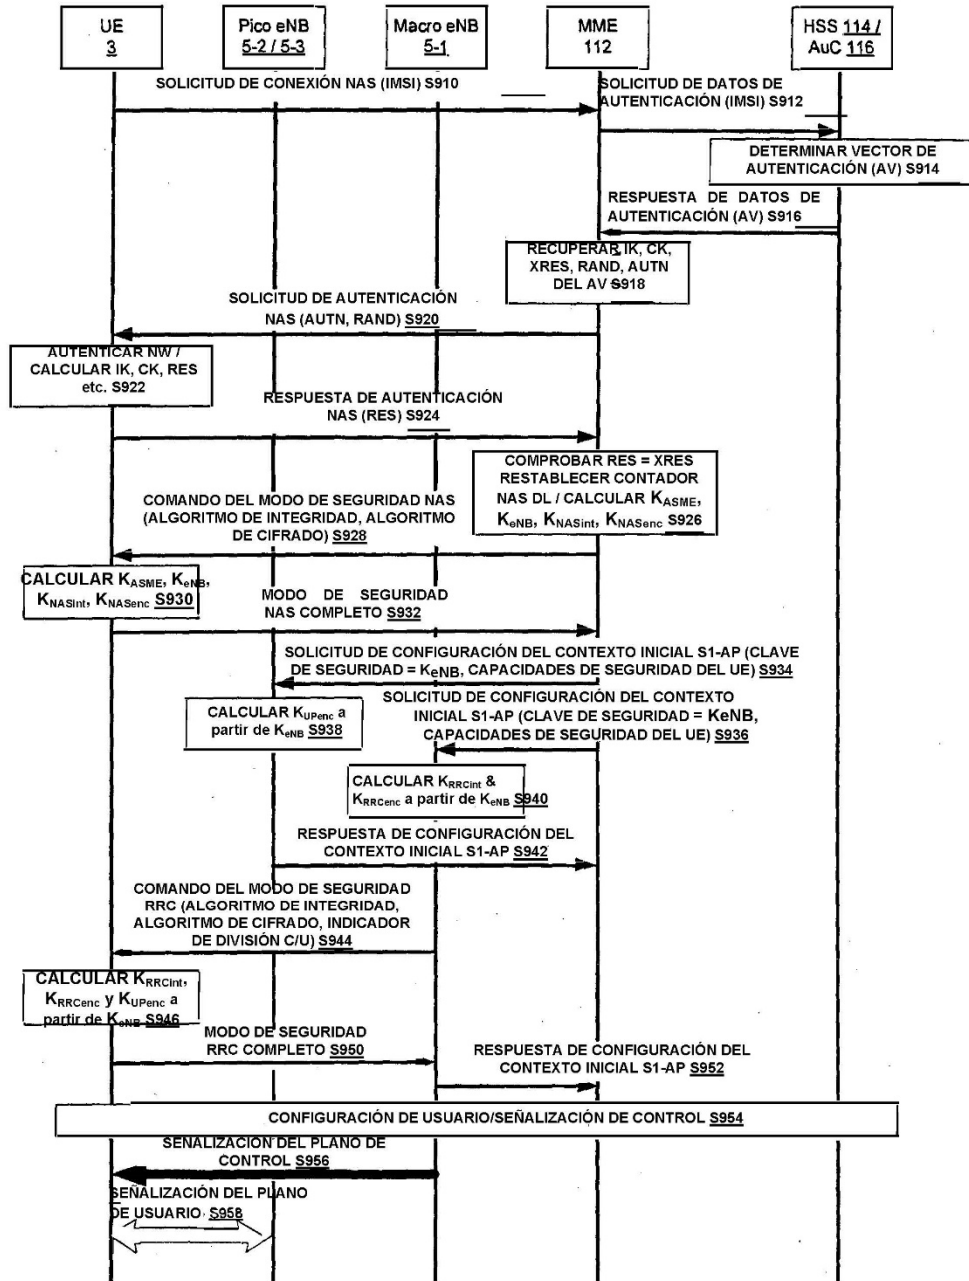 UE
3
Pico eNB
5-2 / 5-3
Macro eNB
5-1
MME
112
HSS 114 /
AuC 116
SOLICITUD DE CONEXIÓN NAS (IMSI) S910
SOLICITUD DE DATOS DE
AUTENTICACIÓN (IMSI) S912
DETERMINAR VECTOR DE
AUTENTICACIÓN (AV) S914
RESPUESTA DE DATOS DE
AUTENTICACIÓN (AV) S916
RECUPERAR IK, CK,
XRES, RAND, AUTN
DEL AV S918
SOLICITUD DE AUTENTICACIÓN
NAS (AUTN, RAND) S920
AUTENTICAR NW /
CALCULAR IK, CK, RES
etc. S922
RESPUESTA DE AUTENTICACIÓN
NAS (RES) S924
COMPROBAR RES = XRES
RESTABLECER CONTADOR
NAS DL / CALCULAR KASME,
KeNB, KNASint, KNASenc S926
COMANDO DEL MODO DE SEGURIDAD NAS
(ALGORITMO DE INTEGRIDAD, ALGORITMO
DE CIFRADO) S928
CALCULAR KASME, KeNB,
KNASint, KNASenc S930
MODO DE SEGURIDAD
NAS COMPLETO S932
SOLICITUD DE CONFIGURACIÓN DEL CONTEXTO INICIAL S1-AP (CLAVE
DE SEGURIDAD = KeNB, CAPACIDADES DE SEGURIDAD DEL UE) S934
CALCULAR KUPenc a
partir de KeNB S938
SOLICITUD DE CONFIGURACIÓN DEL CONTEXTO
INICIAL S1-AP (CLAVE DE SEGURIDAD = KeNB,
CAPACIDADES DE SEGURIDAD DEL UE) S936
CALCULAR KRRCint &
KRRCenc a partir de KeNB S940
RESPUESTA DE CONFIGURACIÓN DEL
CONTEXTO INICIAL S1-AP S942
COMANDO DEL MODO DE SEGURIDAD
RRC (ALGORITMO DE INTEGRIDAD,
ALGORITMO DE CIFRADO, INDICADOR
DE DIVISIÓN C/U) S944
CALCULAR KRRCint,
KRRCenc y KUPenc a
partir de KeNB S946
MODO DE SEGURIDAD
RRC COMPLETO S950
RESPUESTA DE CONFIGURACIÓN DEL
CONTEXTO INICIAL S1-AP S952
CONFIGURACIÓN DE USUARIO/SEÑALIZACIÓN DE CONTROL S954
SEÑALIZACIÓN DEL PLANO DE
CONTROL S956
SEÑALIZACIÓN DEL PLANO
DE USUARIO S958